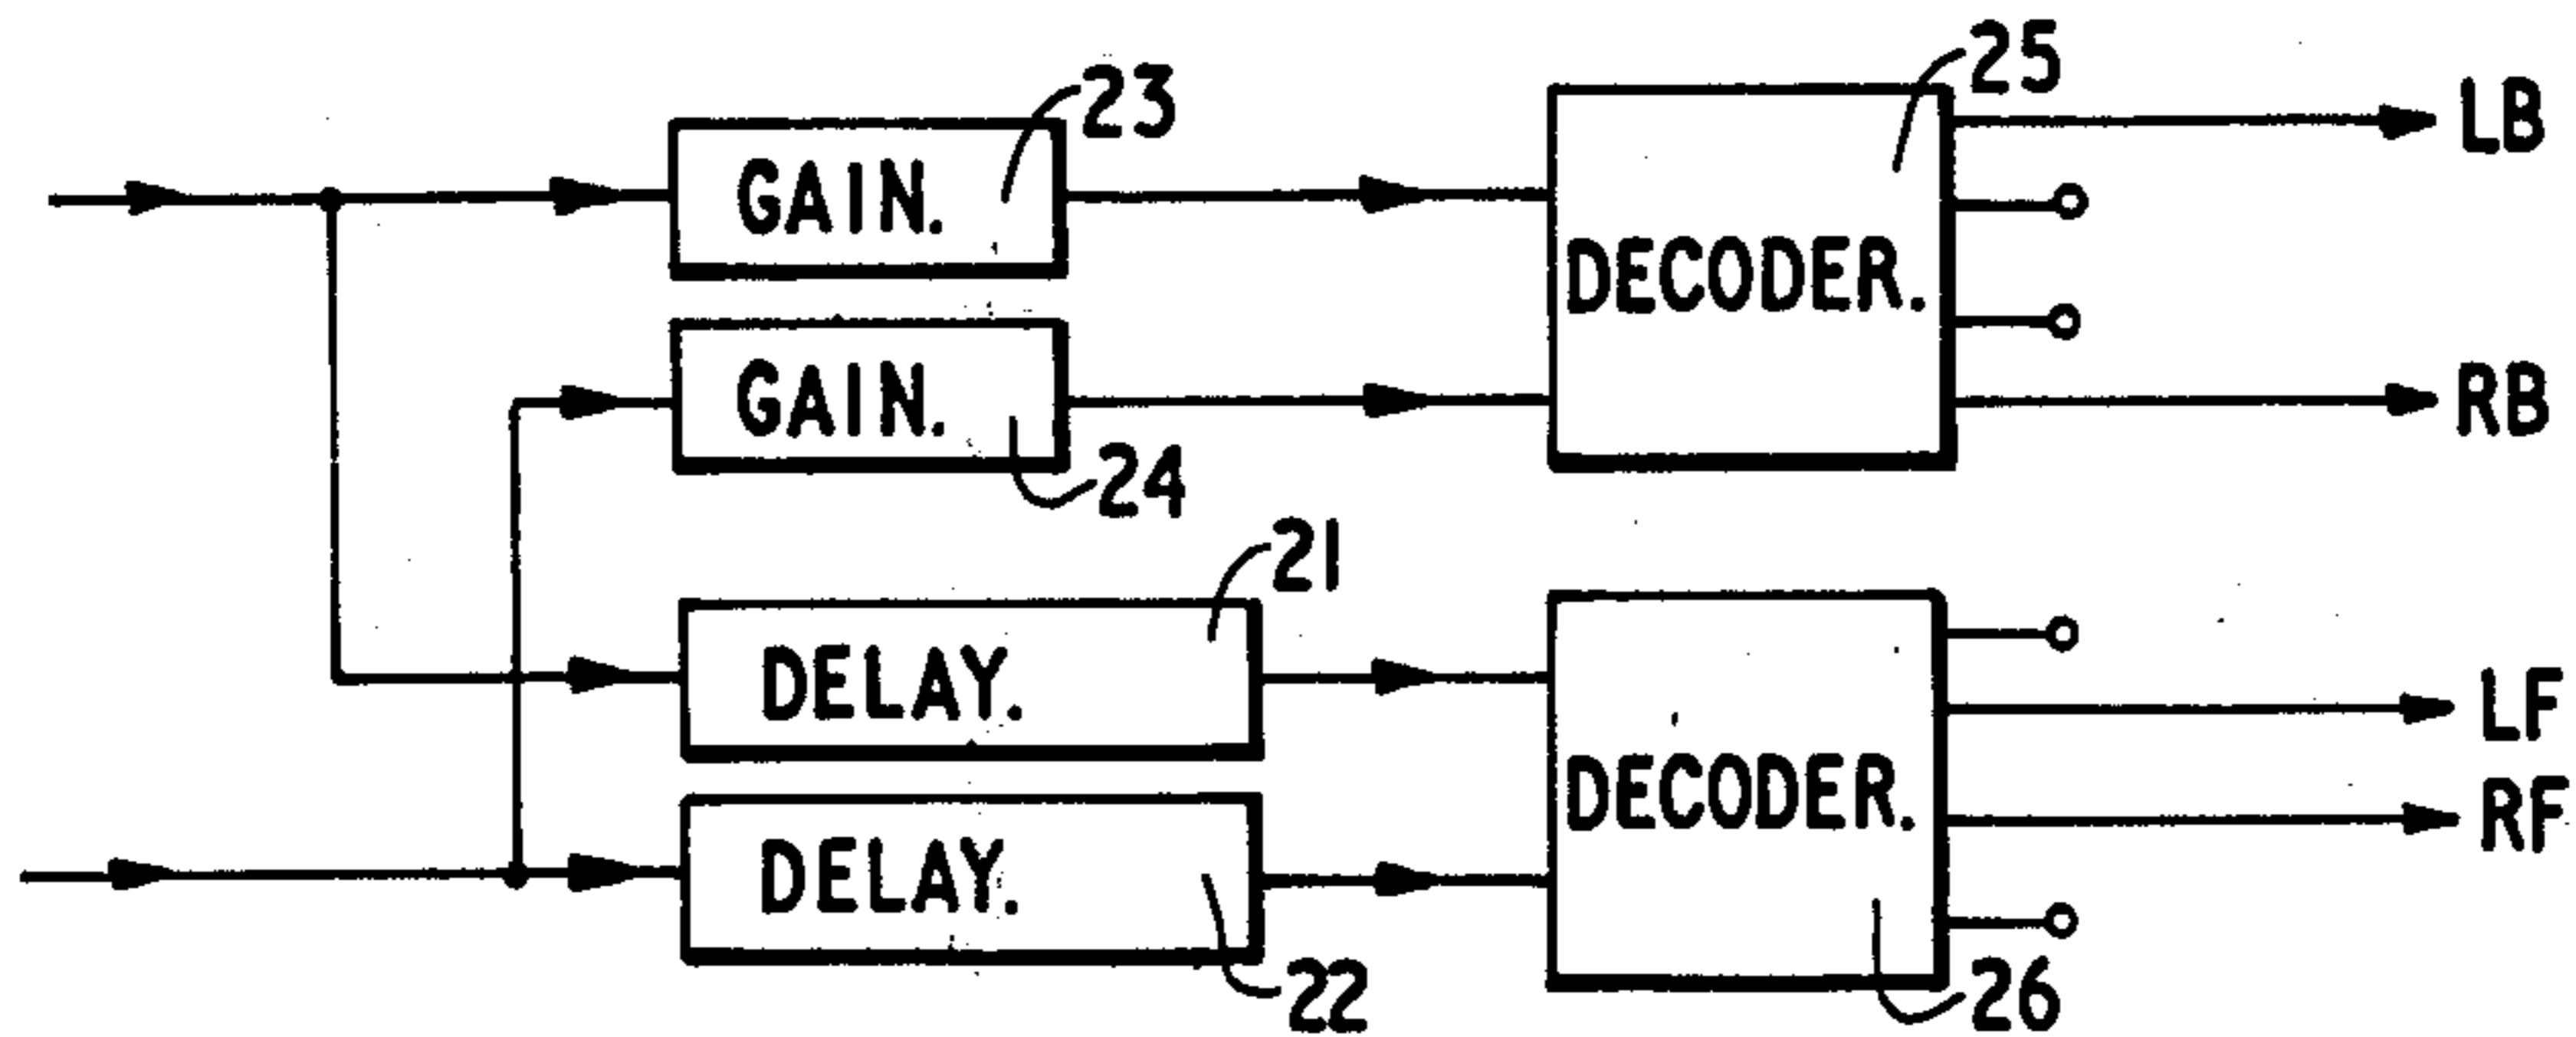 23
GAIN.
25
LB
DECODER.
GAIN.
24
RB
21
DELAY.
LF
DECODER.
RF
DELAY.
22
26